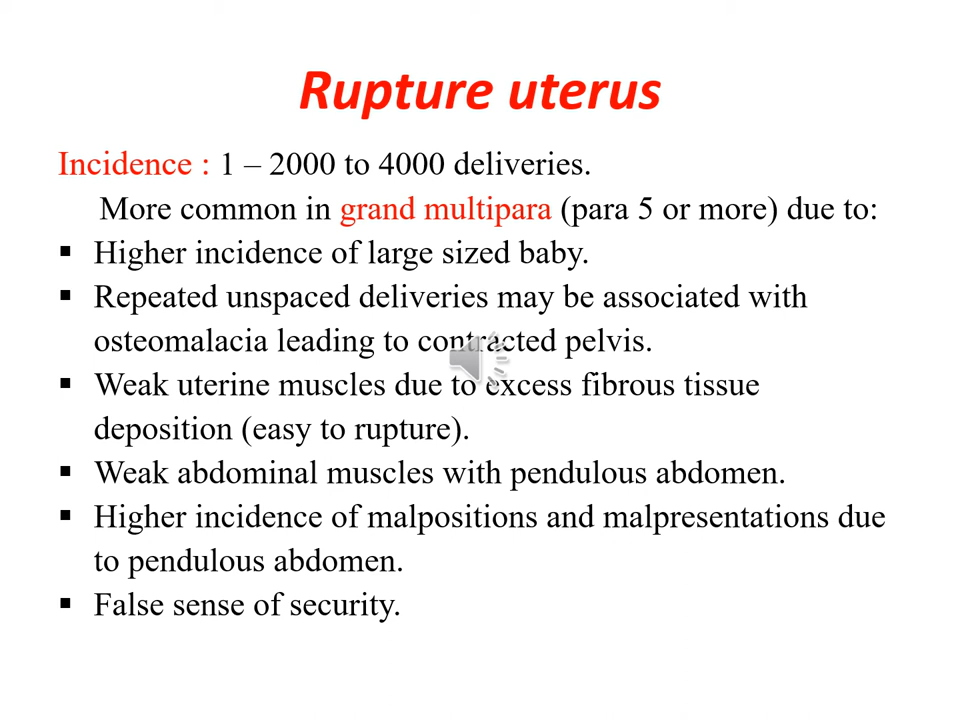 Rupture uterus
Incidence : 1 – 2000 to 4000 deliveries.
More common in grand multipara (para 5 or more) due to:
▪ Higher incidence of large sized baby.
▪ Repeated unspaced deliveries may be associated with
osteomalacia leading to contracted pelvis.
▪ Weak uterine muscles due to excess fibrous tissue
deposition (easy to rupture).
▪ Weak abdominal muscles with pendulous abdomen.
▪ Higher incidence of malpositions and malpresentations due
to pendulous abdomen.
▪ False sense of security.